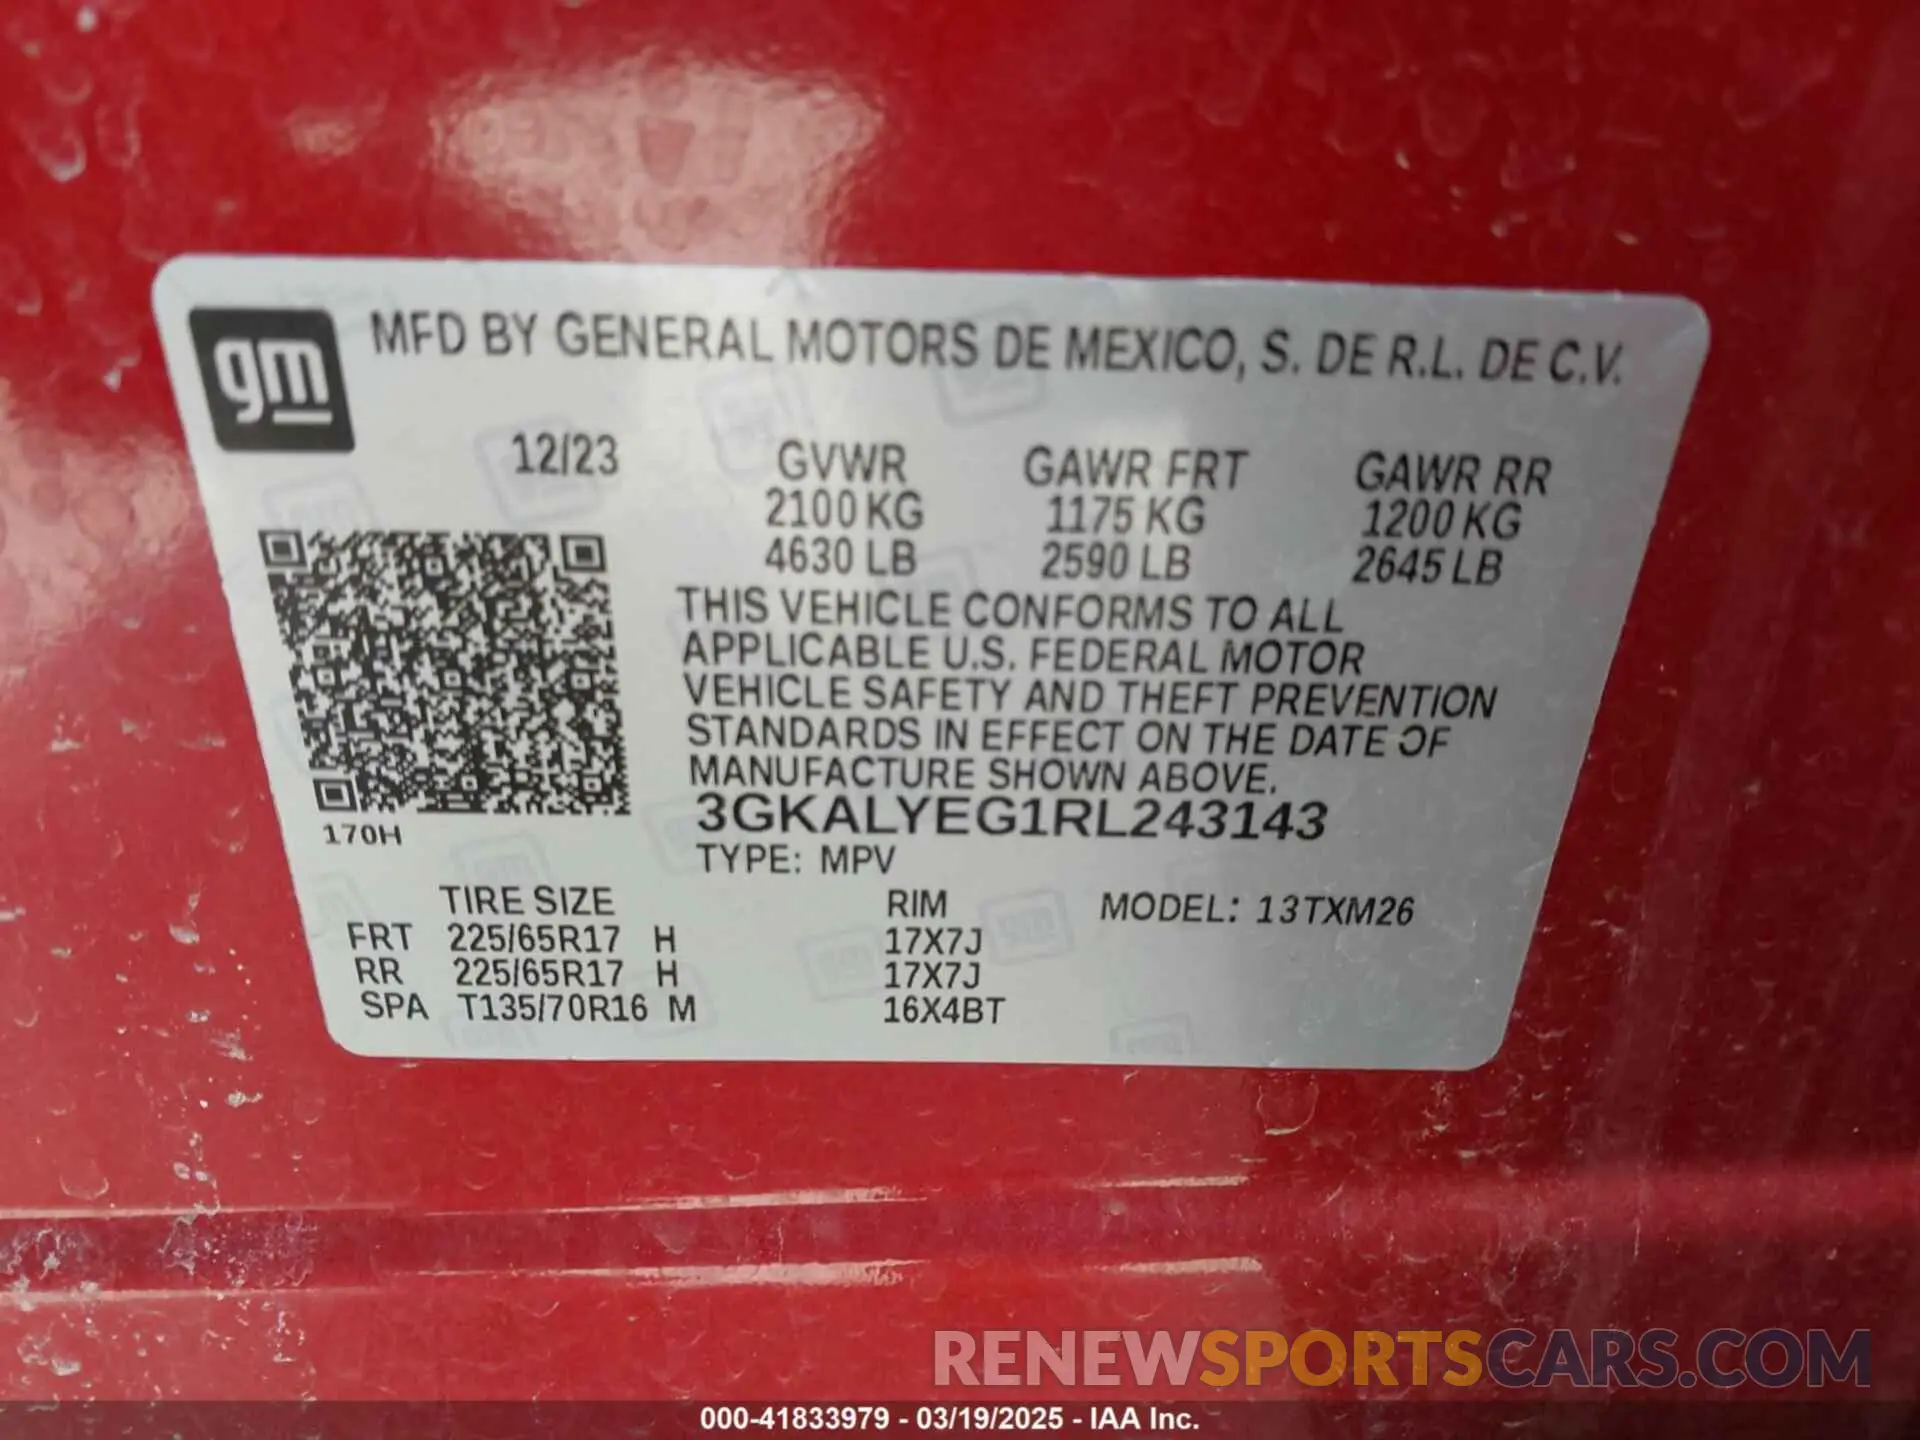 gm
MFD BY GENERAL MOTORS DE MEXICO, S. DE R.L. DE C.V.
12/23 GVWR GAWR FRT GAWR RR
2100 KG 1175 KG 1200 KG
4630 LB 2590 LB 2645 LB
THIS VEHICLE CONFORMS TO ALL
APPLICABLE U.S. FEDERAL MOTOR
VEHICLE SAFETY AND THEFT PREVENTION
STANDARDS IN EFFECT ON THE DATE OF
MANUFACTURE SHOWN ABOVE.
170H
3GKALYEG1RL243143
TYPE: MPV
TIRE SIZE RIM MODEL: 13TXM26
FRT 225/65R17 H 17X7J
RR 225/65R17 H 17X7J
SPA T135/70R16 M 16X4BT
RENEWSPORTSCARS.COM
000-41833979 - 03/19/2025 - IAA Inc.